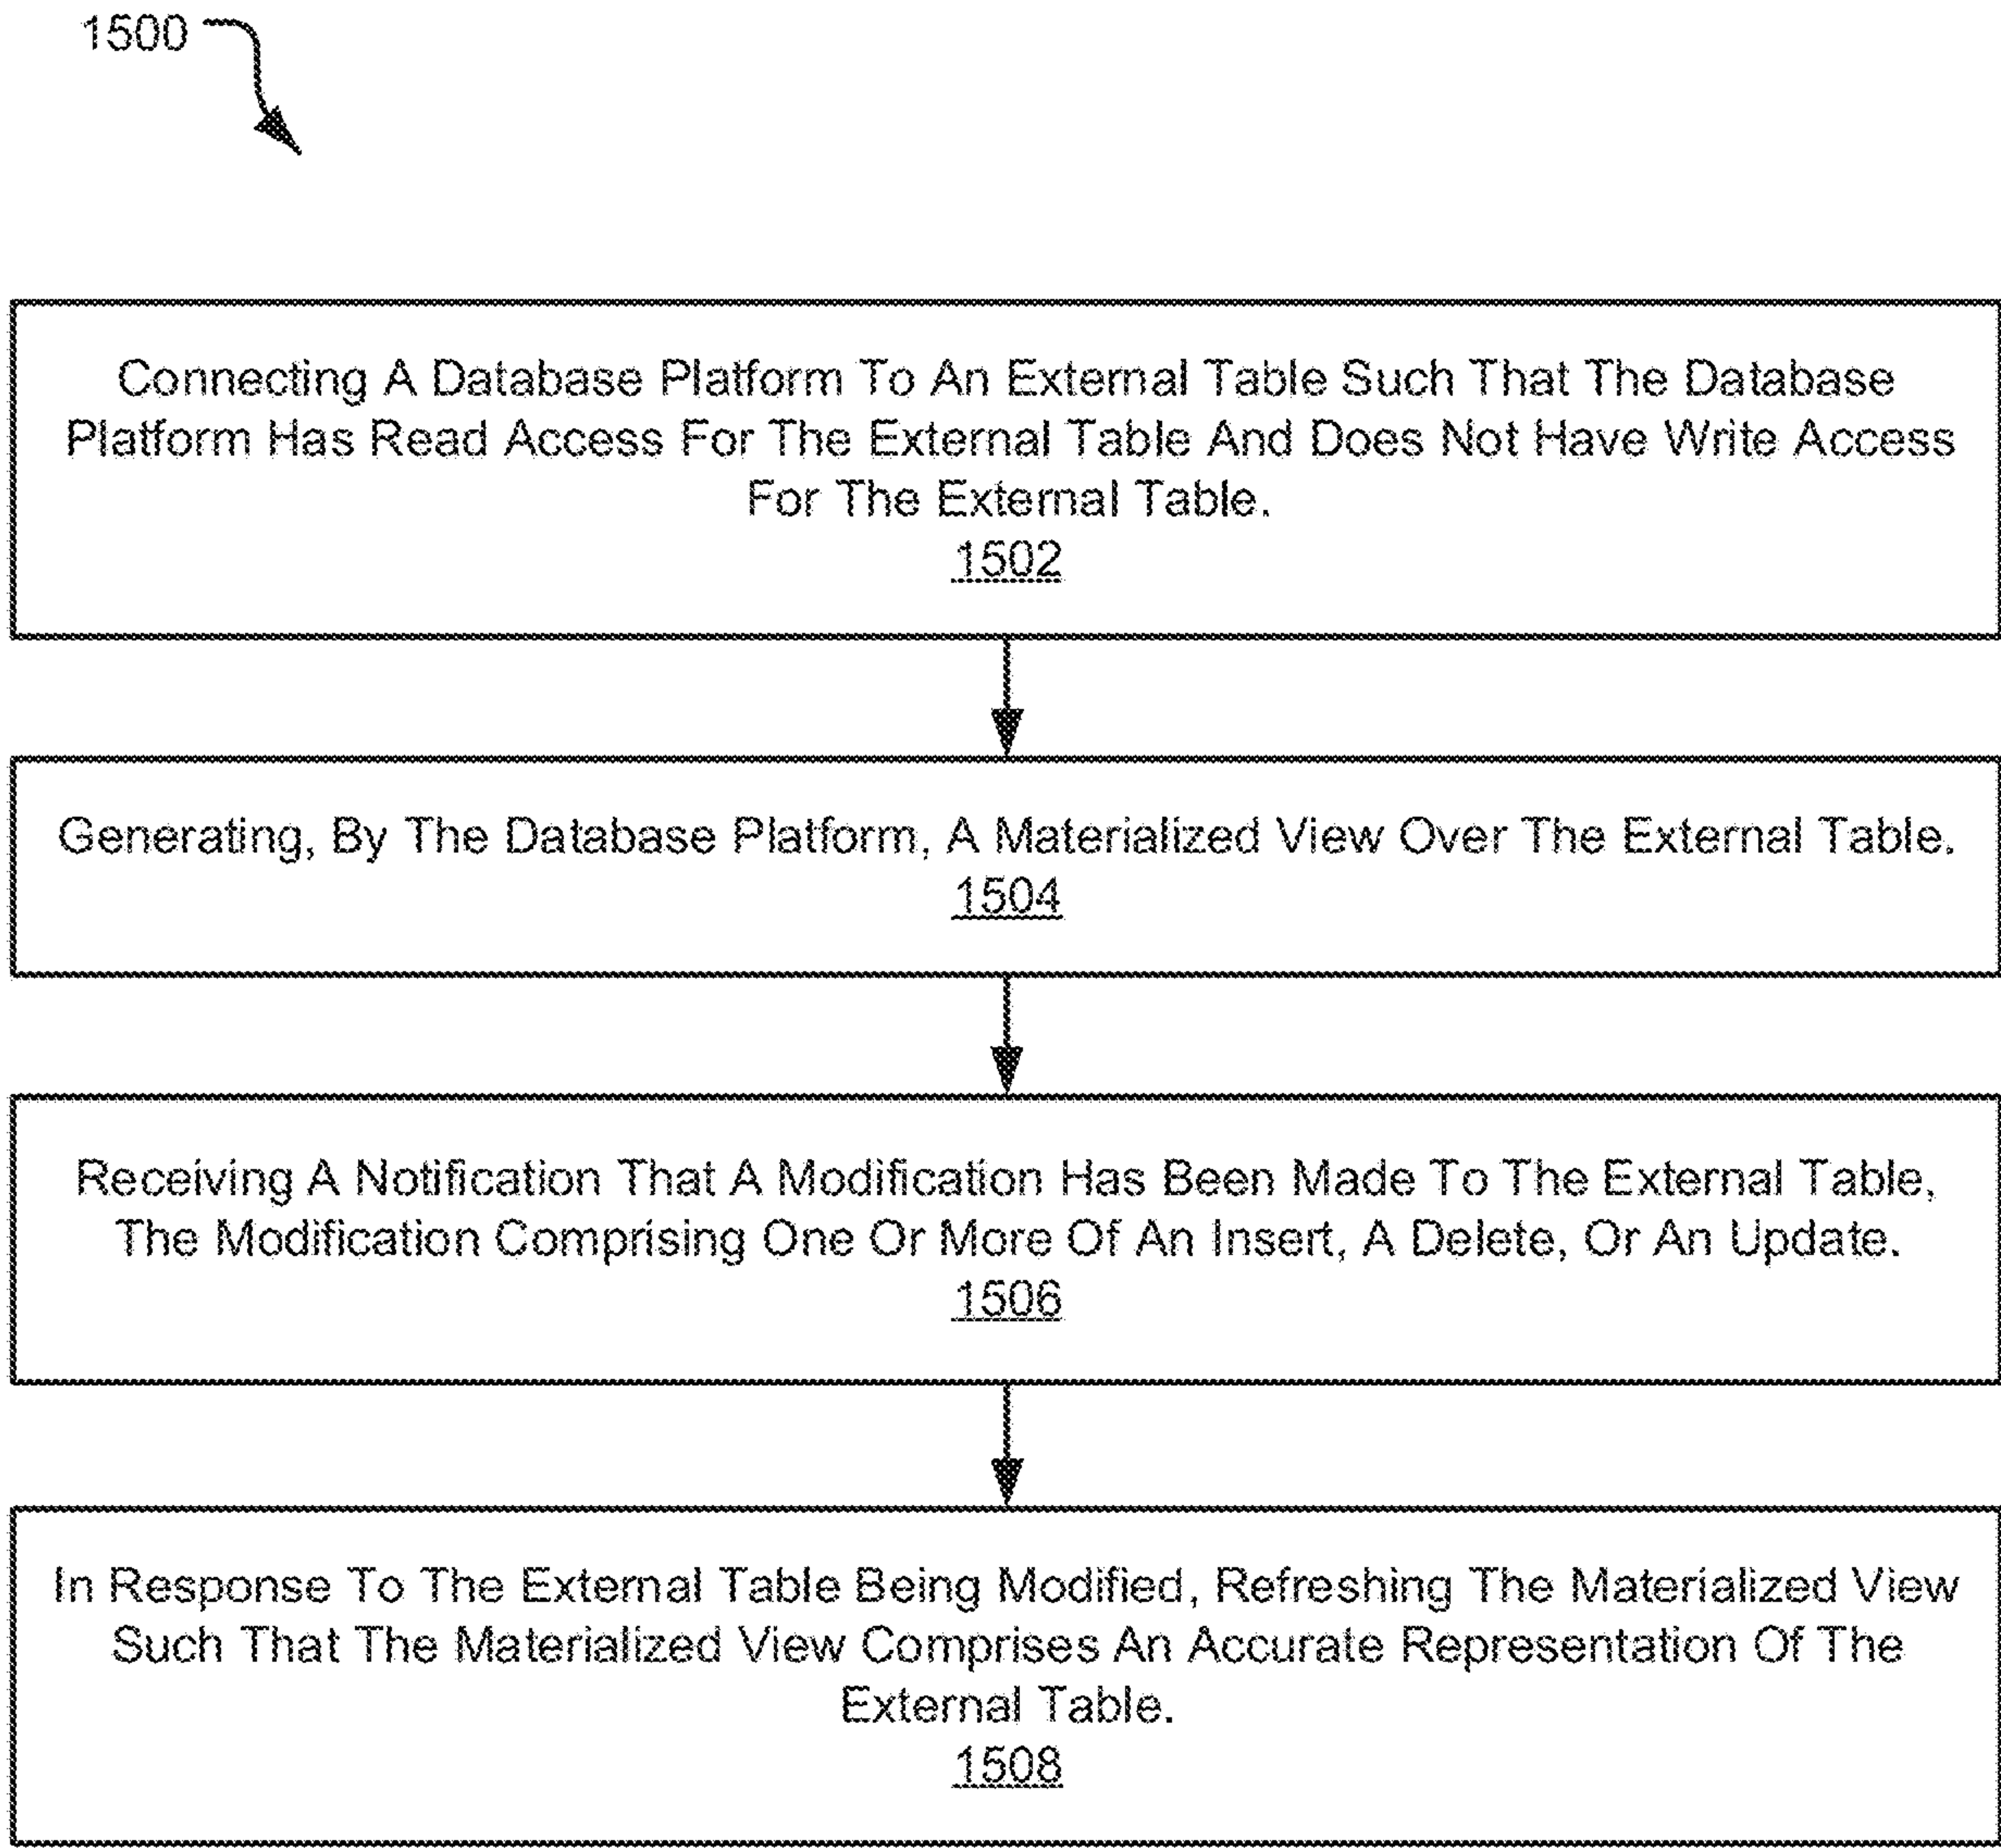 1500
Connecting A Database Platform To An External Table Such That The Database
Platform Has Read Access For The External Table And Does Not Have Write Access
For The External Table.
1502
Generating, By The Database Platform, A Materialized View Over The External Table.
1504
Receiving A Notification That A Modification Has Been Made To The External Table,
The Modification Comprising One Or More Of An Insert, A Delete, Or An Update.
1506
In Response To The External Table Being Modified, Refreshing The Materialized View
Such That The Materialized View Comprises An Accurate Representation Of The
External Table.
1508